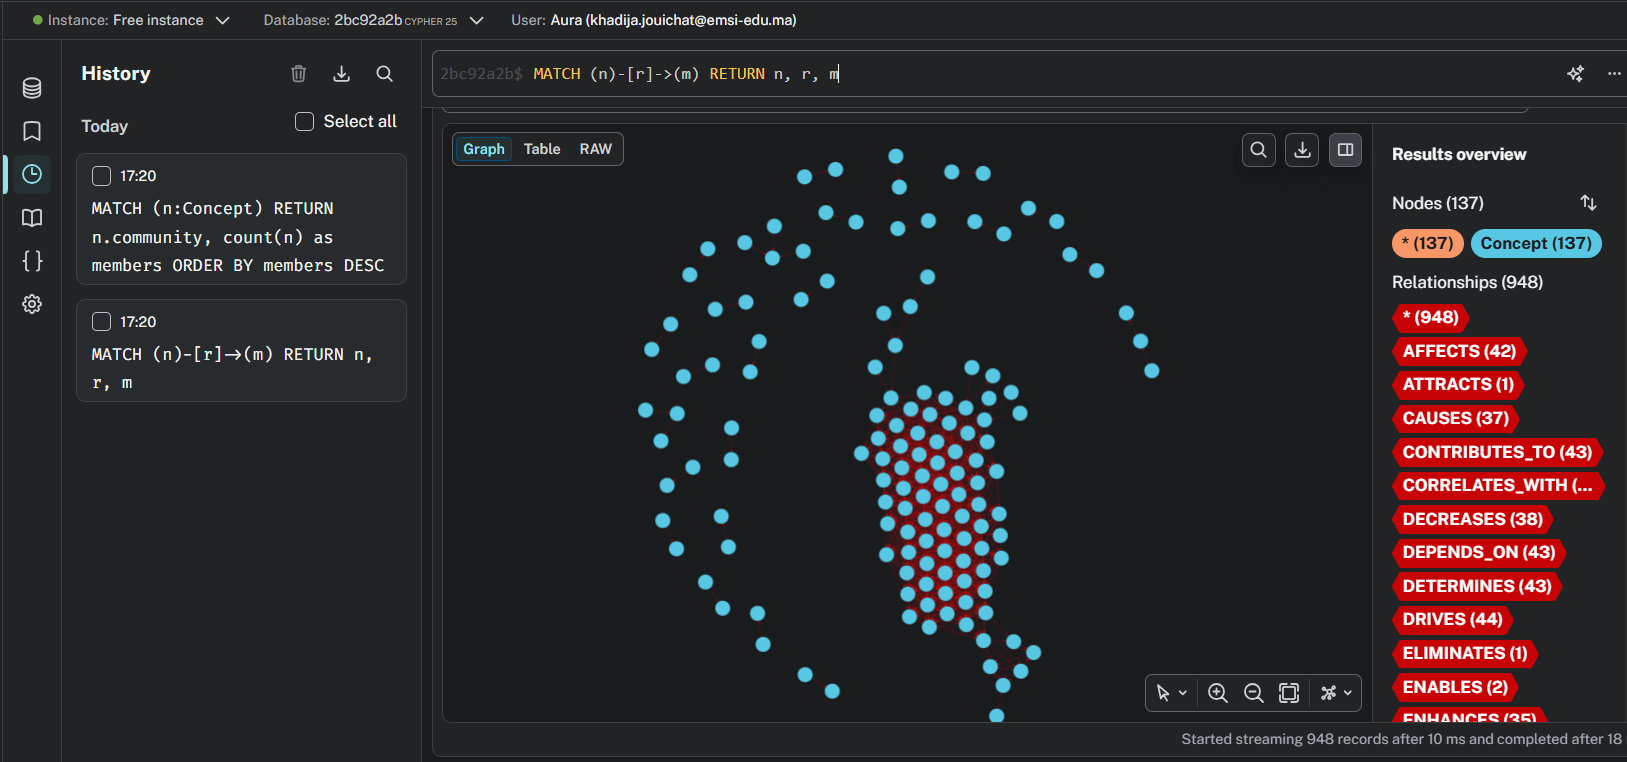 Instance: Free instance
Database: 2bc92a2b CYPHER 25
User: Aura (khadija.jouichat@emsi-edu.ma)
History
Today
Select all
17:20
MATCH (n:Concept) RETURN
n.community, count(n) as
members ORDER BY members DESC
17:20
MATCH (n)-[r]->(m) RETURN n,
r, m
2bc92a2b$ MATCH (n)-[r]->(m) RETURN n, r, m
Graph Table RAW
Results overview
Nodes (137)
* (137) Concept (137)
Relationships (948)
* (948)
AFFECTS (42)
ATTRACTS (1)
CAUSES (37)
CONTRIBUTES_TO (43)
CORRELATES_WITH (...
DECREASES (38)
DEPENDS_ON (43)
DETERMINES (43)
DRIVES (44)
ELIMINATES (1)
ENABLES (2)
ENHANCES (35)
Started streaming 948 records after 10 ms and completed after 18